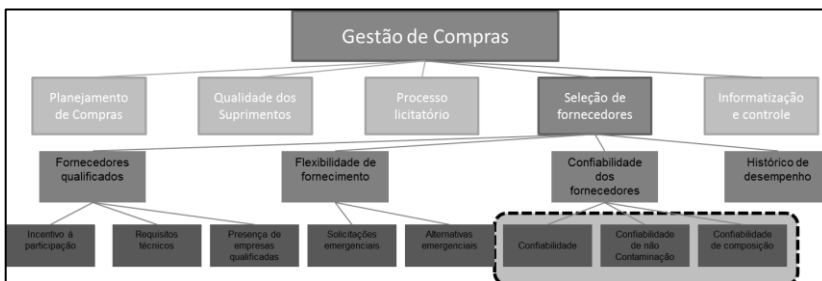 Gestão de Compras
Planejamento
de Compras
Qualidade dos
Suprimentos
Processo
licitatório
Seleção de
fornecedores
Informatização
e controle
Fornecedores
qualificados
Flexibilidade de
fornecimento
Confiabilidade
dos
fornecedores
Histórico de
desempenho
Incentivo à
participação
Requisitos
técnicos
Presença de
empresas
qualificadas
Solicitações
emergenciais
Alternativas
emergenciais
Confiabilidade
Confiabilidade
de não
Contaminação
Confiabilidade
de composição